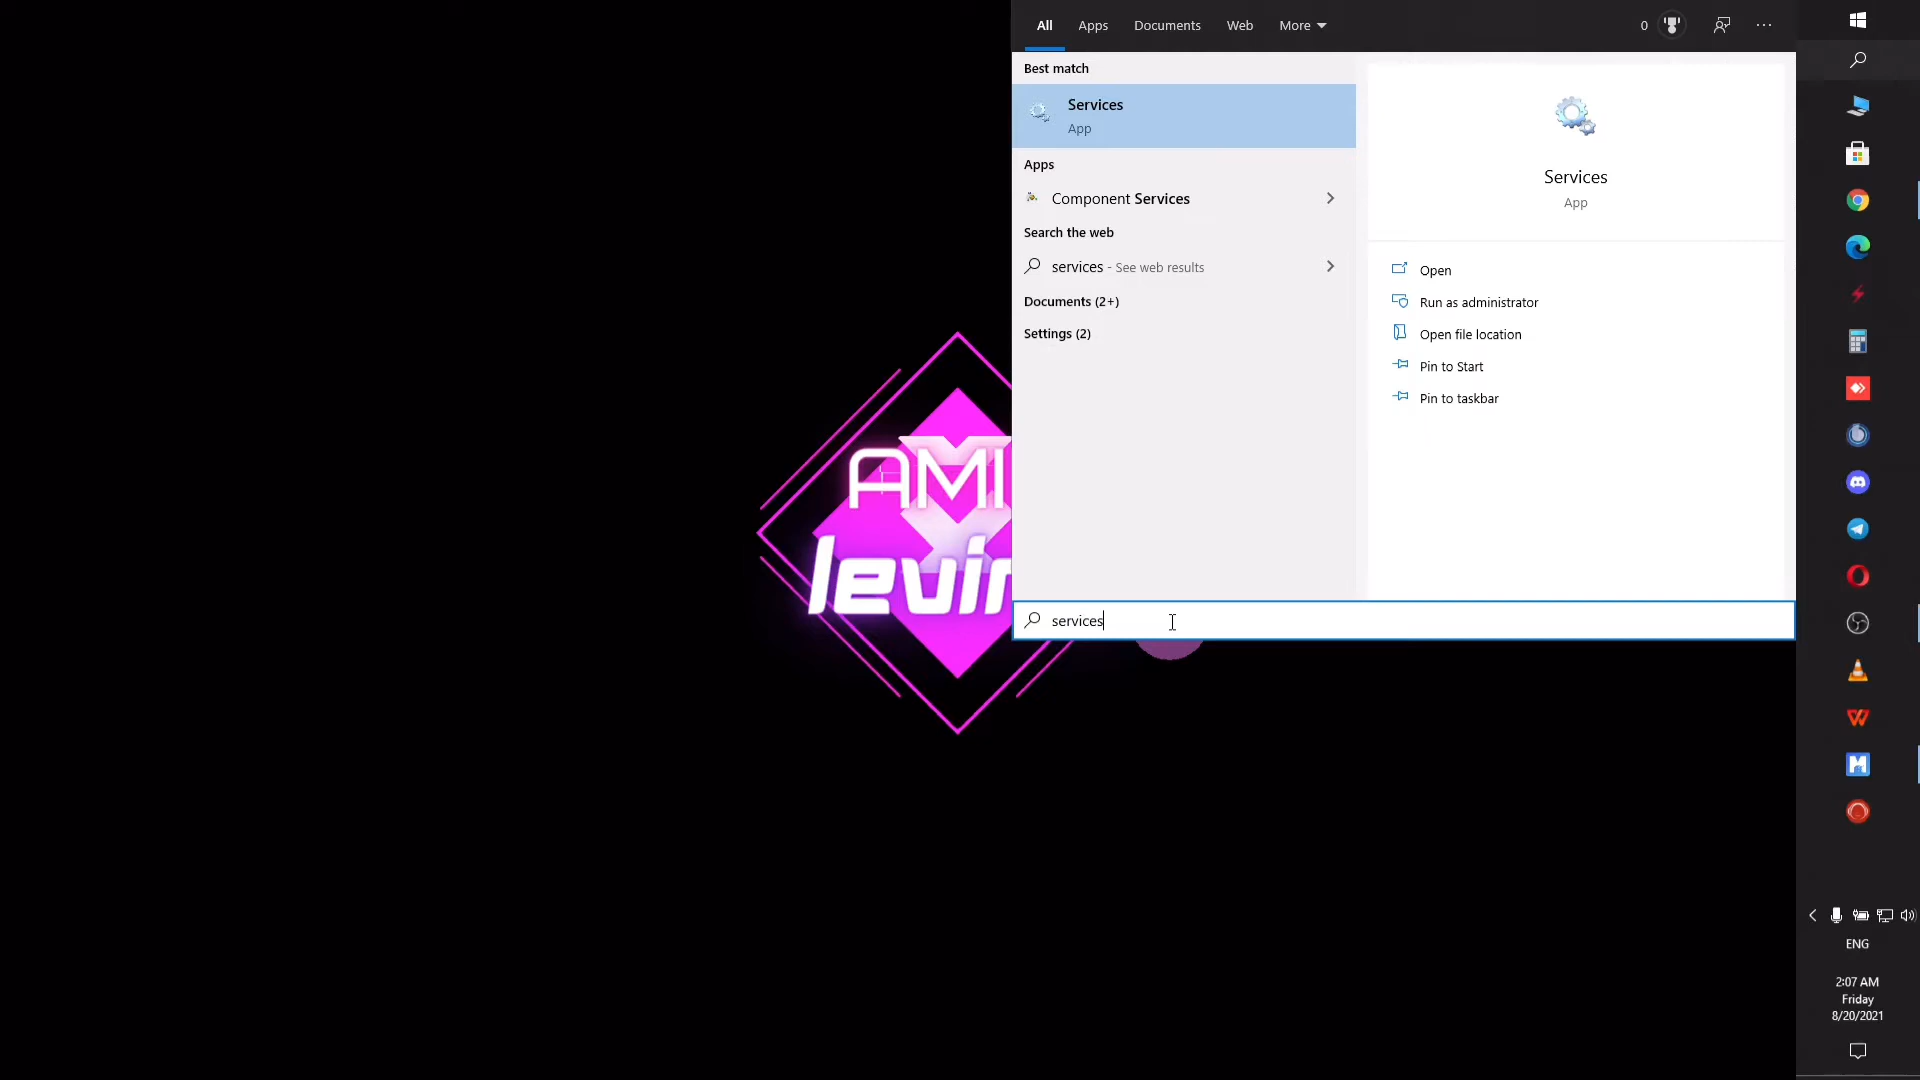 All Apps Documents Web More 0 ...
Best match
Services
App
Apps
Component Services
Search the web
services - See web results
Documents (2+)
Settings (2)
services
Services
App
Open
Run as administrator
Open file location
Pin to Start
Pin to taskbar
AMI
levin
ENG
2:07 AM
Friday
8/20/2021